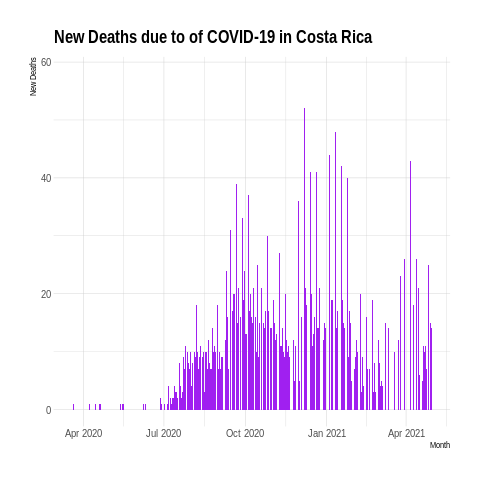 New Deaths due to of COVID-19 in Costa Rica
New Deaths
60
40
20
0
Apr 2020 Jul 2020 Oct 2020 Jan 2021 Apr 2021
Month